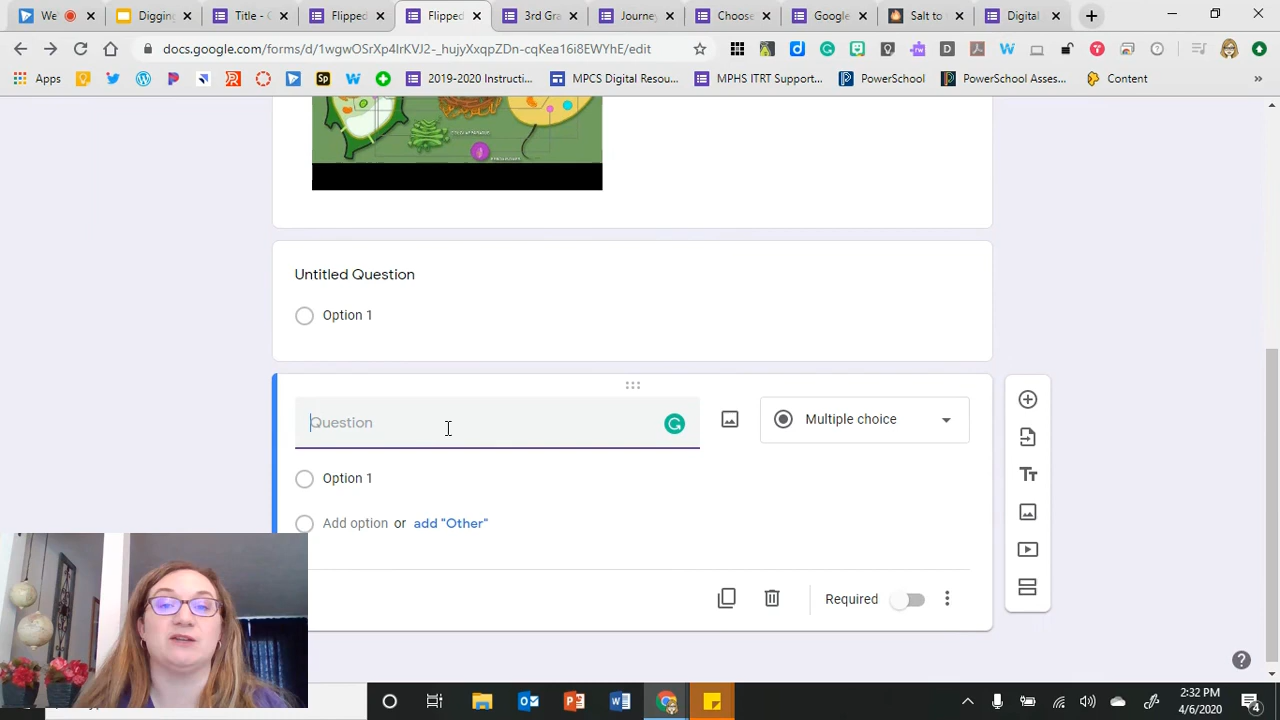 We
Digging
Title - G
Flipped
Flipped
3rd Gra
Journe
Choose
Google
Salt to
Digital
docs.google.com/forms/d/1wgwOSrXp4IrKVJ2-_hujyXxqpZDn-cqKea16i8EWYhE/edit
Apps
2019-2020 Instructi...
MPCS Digital Resou...
MPHS ITRT Support...
PowerSchool
PowerSchool Asses...
Content
Untitled Question
Option 1
Question
Multiple choice
Option 1
Add option or add "Other"
Required
2:32 PM
4/6/2020